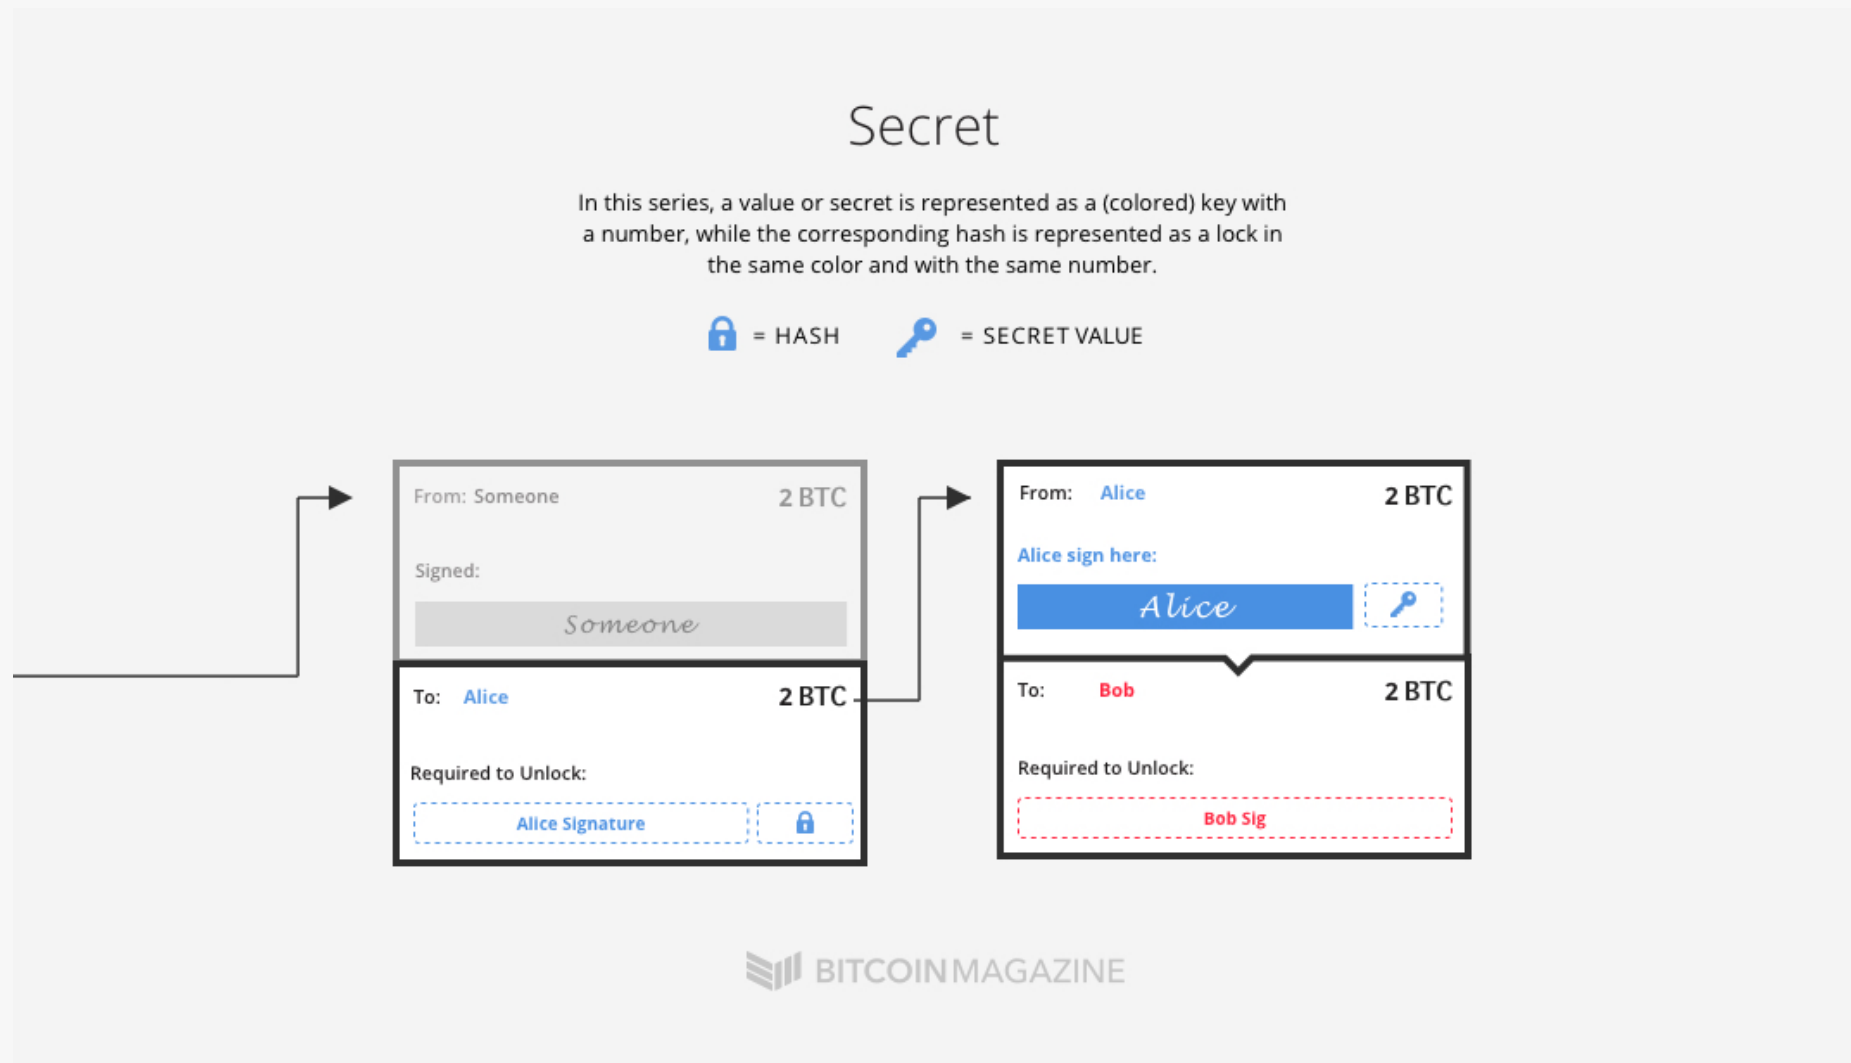 Secret
In this series, a value or secret is represented as a (colored) key with
a number, while the corresponding hash is represented as a lock in
the same color and with the same number.
= HASH
= SECRET VALUE
From: Someone 2 BTC
Signed:
Someone
To: Alice 2 BTC
Required to Unlock:
Alice Signature
From: Alice 2 BTC
Alice sign here:
Alice
To: Bob 2 BTC
Required to Unlock:
Bob Sig
BITCOINMAGAZINE